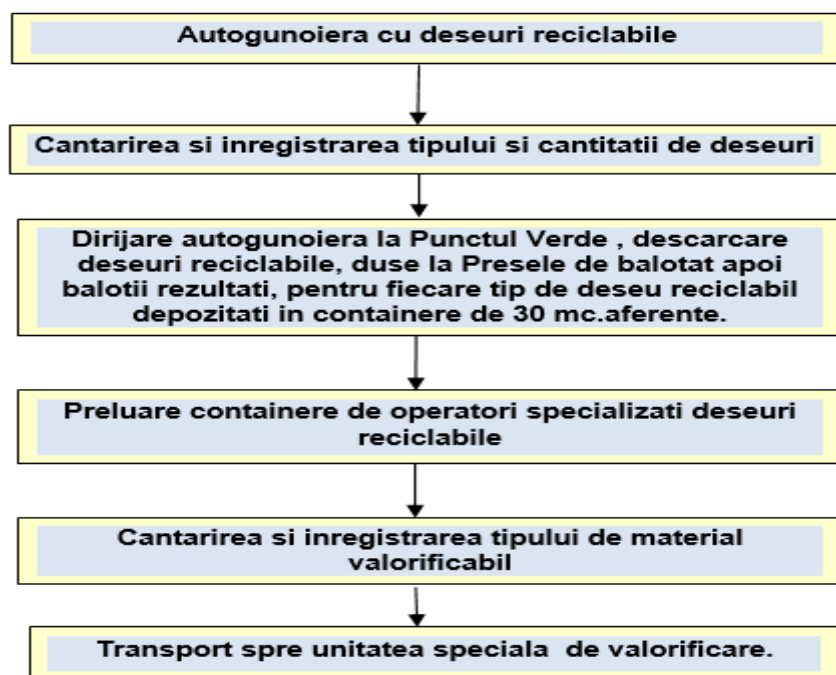 Autogunoiera cu deseuri reciclabile
Cantarirea si inregistrarea tipului si cantitatii de deseuri
Dirijare autogunoiera la Punctul Verde , descarcare
deseuri reciclabile, duse la Presele de balotat apoi
balotii rezultati, pentru fiecare tip de deseu reciclabil
depozitati in containere de 30 mc.aferente.
Preluare containere de operatori specializati deseuri
reciclabile
Cantarirea si inregistrarea tipului de material
valorificabil
Transport spre unitatea speciala  de valorificare.